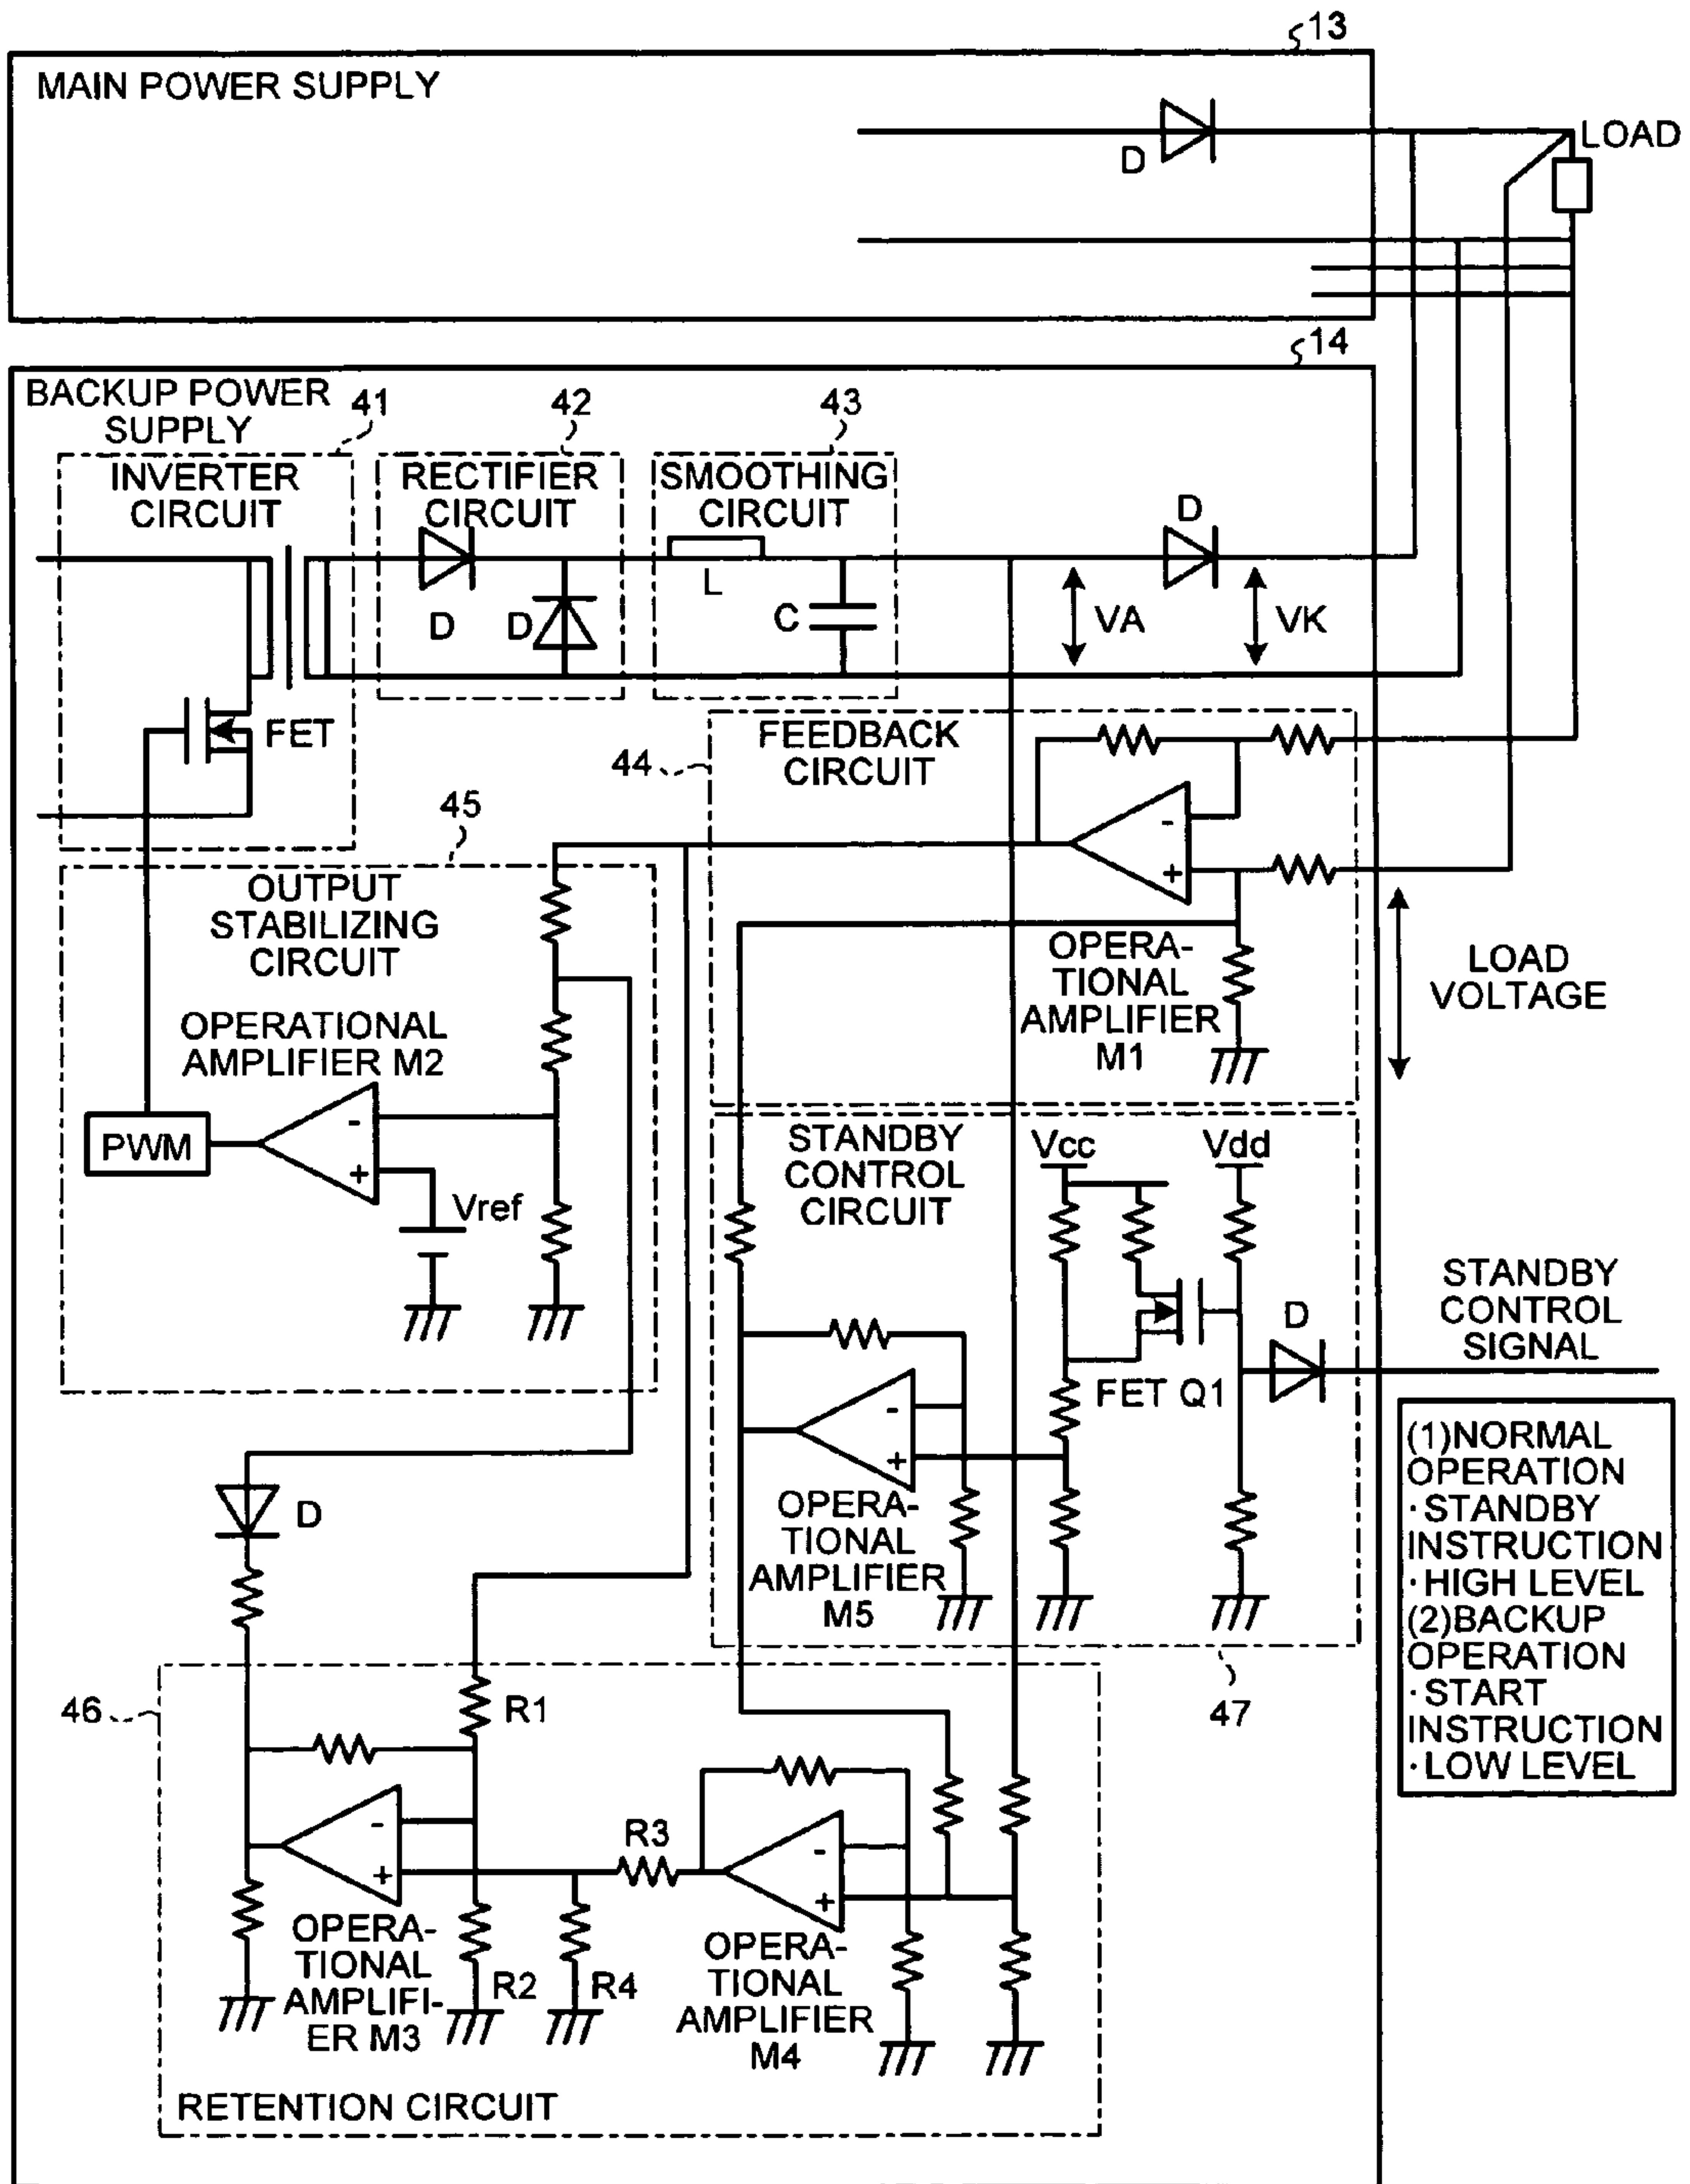 13
MAIN POWER SUPPLY
D
LOAD
14
BACKUP POWER
SUPPLY
41
42
43
INVERTER
CIRCUIT
RECTIFIER
CIRCUIT
SMOOTHING
CIRCUIT
D
D
D
L
C
VA
VK
FET
44
FEEDBACK
CIRCUIT
-
+
45
OUTPUT
STABILIZING
CIRCUIT
OPERA-
TIONAL
AMPLIFIER
M1
LOAD
VOLTAGE
OPERATIONAL
AMPLIFIER M2
PWM
-
+
Vref
STANDBY
CONTROL
CIRCUIT
Vcc
Vdd
FET Q1
D
STANDBY
CONTROL
SIGNAL
-
+
OPERA-
TIONAL
AMPLIFIER
M5
(1)NORMAL
OPERATION
·STANDBY
INSTRUCTION
·HIGH LEVEL
(2)BACKUP
OPERATION
·START
INSTRUCTION
·LOW LEVEL
D
46
47
R1
-
+
R3
-
+
OPERA-
TIONAL
AMPLIFI-
ER M3
R2
R4
OPERA-
TIONAL
AMPLIFIER
M4
RETENTION CIRCUIT